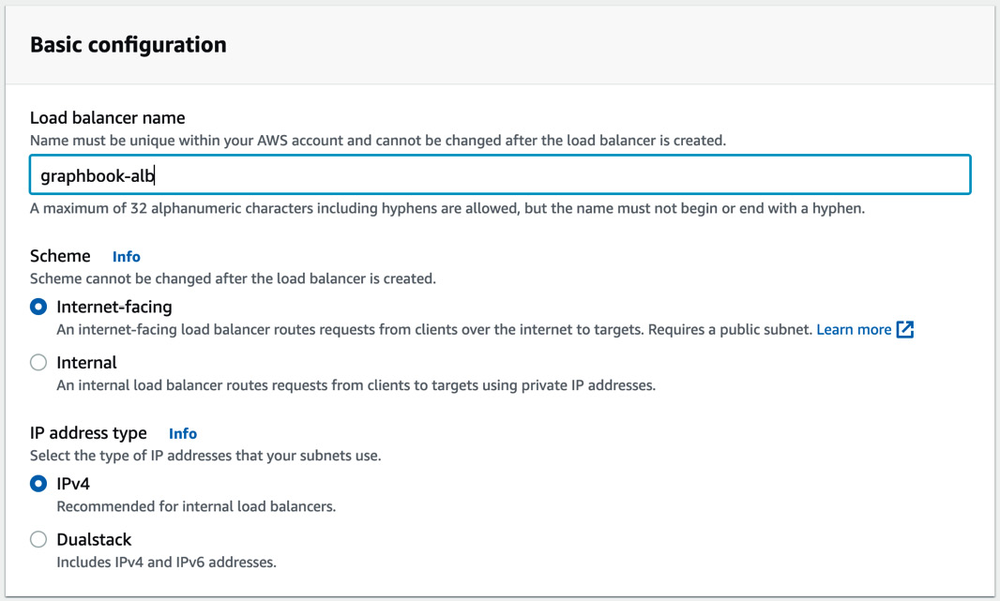 Basic configuration
Load balancer name
Name must be unique within your AWS account and cannot be changed after the load balancer is created.
graphbook-alb
A maximum of 32 alphanumeric characters including hyphens are allowed, but the name must not begin or end with a hyphen.
Scheme Info
Scheme cannot be changed after the load balancer is created.
Internet-facing
An internet-facing load balancer routes requests from clients over the internet to targets. Requires a public subnet. Learn more
Internal
An internal load balancer routes requests from clients to targets using private IP addresses.
IP address type Info
Select the type of IP addresses that your subnets use.
IPv4
Recommended for internal load balancers.
Dualstack
Includes IPv4 and IPv6 addresses.